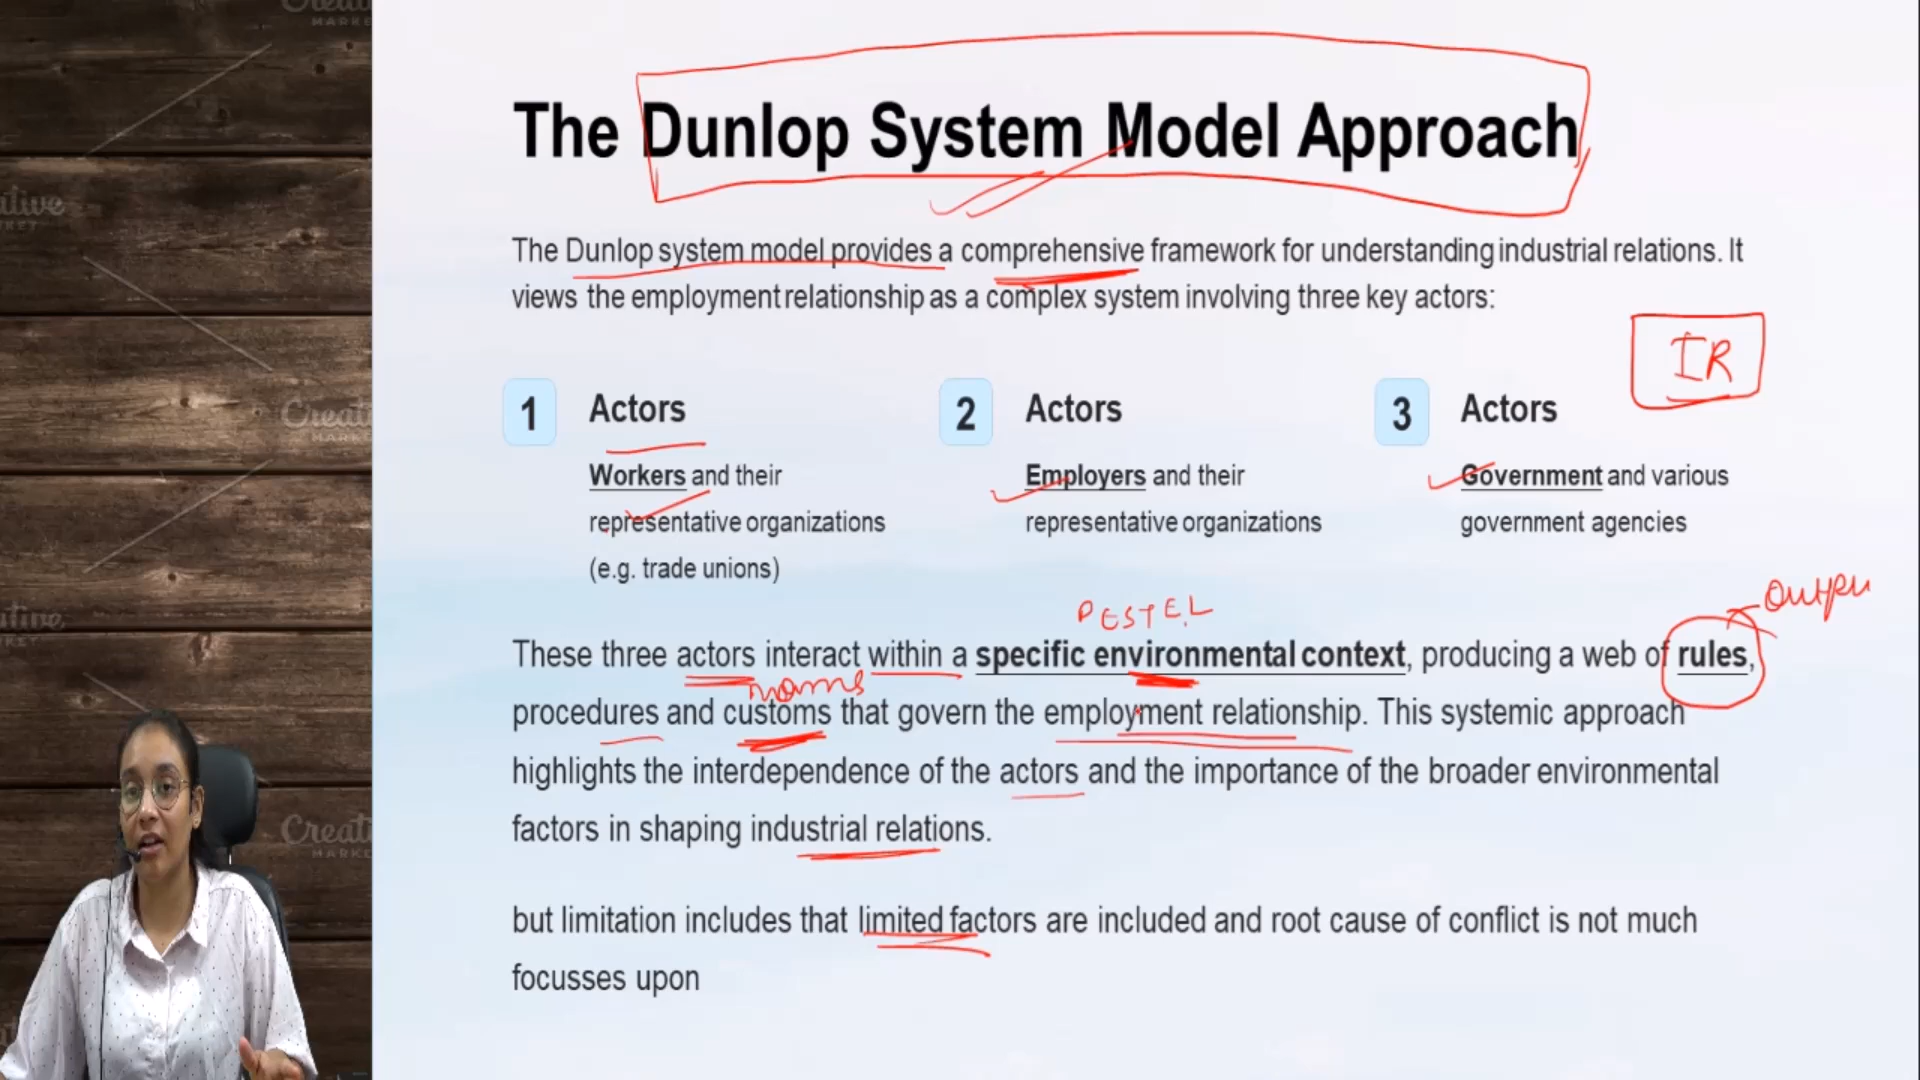 The Dunlop System Model Approach
The Dunlop system model provides a comprehensive framework for understanding industrial relations. It
views the employment relationship as a complex system involving three key actors:
IR
1 Actors
Workers and their
representative organizations
(e.g. trade unions)
2 Actors
Employers and their
representative organizations
3 Actors
Government and various
government agencies
PESTEL
These three actors interact within a specific environmental context, producing a web of rules,
norms
procedures and customs that govern the employment relationship. This systemic approach
highlights the interdependence of the actors and the importance of the broader environmental
factors in shaping industrial relations.
but limitation includes that limited factors are included and root cause of conflict is not much
focusses upon